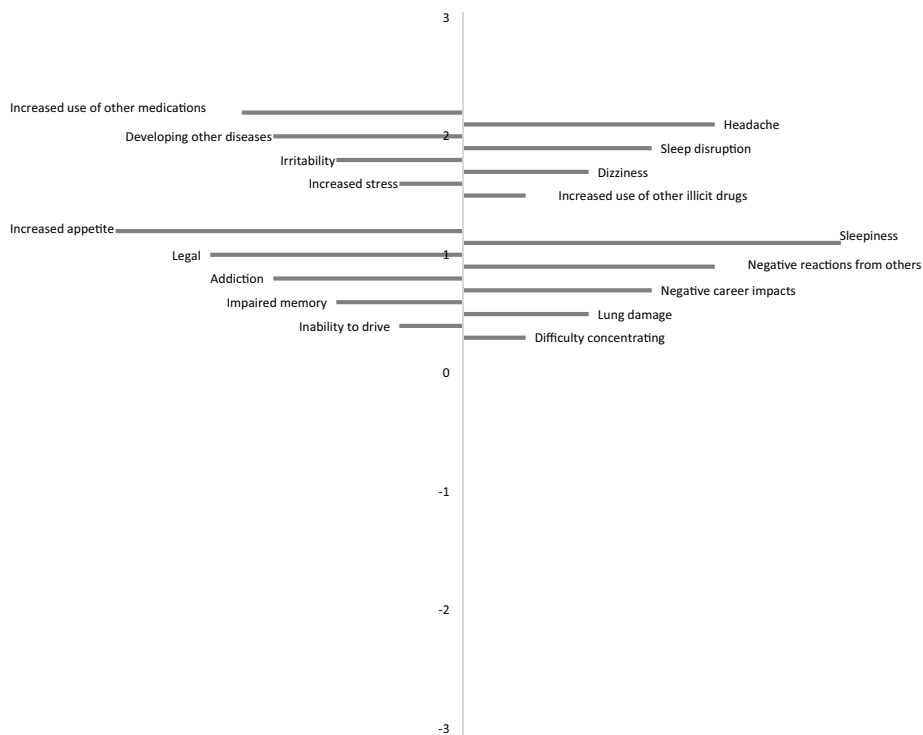 3
Increased use of other medications
Headache
Developing other diseases
2
Sleep disruption
Irritability
Dizziness
Increased stress
Increased use of other illicit drugs
Increased appetite
Sleepiness
Legal
1
Negative reactions from others
Addiction
Negative career impacts
Impaired memory
Lung damage
Inability to drive
Difficulty concentrating
0
-1
-2
-3